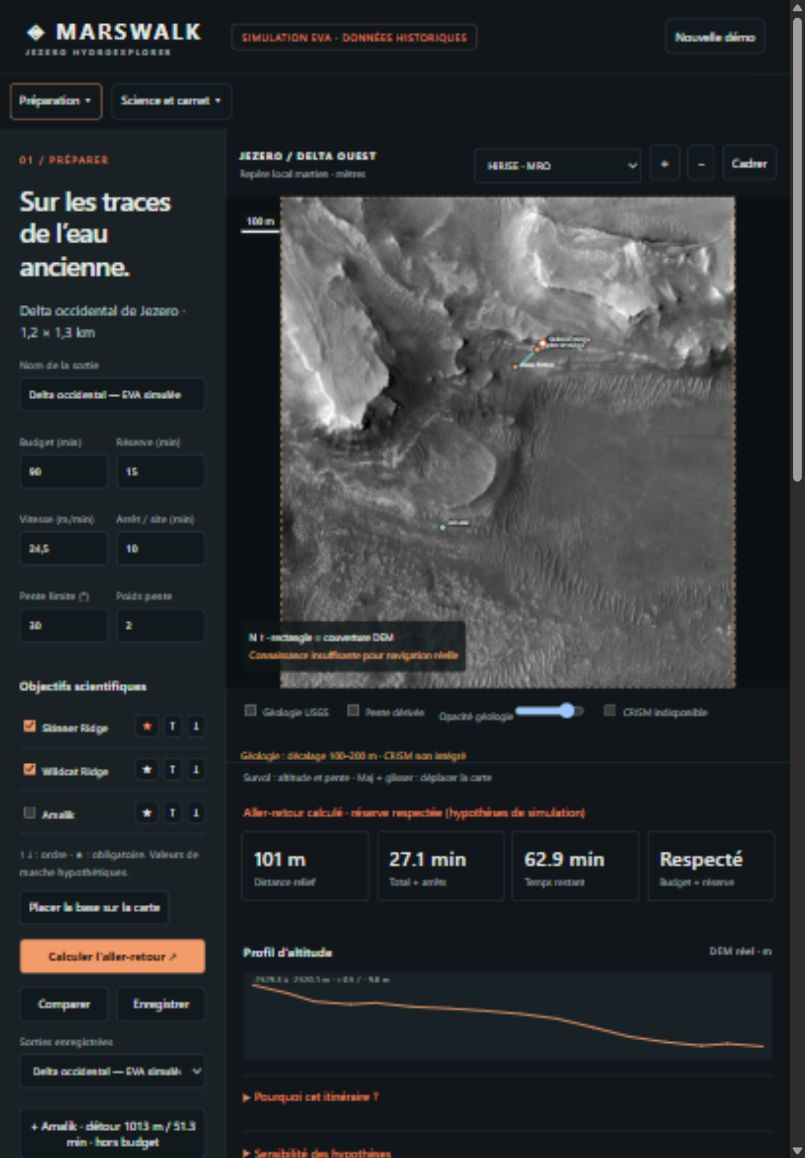 MARSWALK
JEZERO HYDROEXPLORER
SIMULATION EVA · DONNÉES HISTORIQUES
Nouvelle démo
Préparation
Science et carnet
01 / PRÉPARER
Sur les traces
de l'eau
ancienne.
Delta occidental de Jezero ·
1,2 × 1,3 km
Nom de la sortie
Delta occidental — EVA simulée
Budget (min)
Réserve (min)
90
15
Vitesse (m/min)
Arrêt / site (min)
24,5
10
Pente limite (°)
Poids pente
30
2
Objectifs scientifiques
Skinner Ridge
★ ↑ ↓
Wildcat Ridge
★ ↑ ↓
Amalik
★ ↑ ↓
↑ ↓ : ordre · ★ : obligatoire. Valeurs de
marche hypothétiques.
Placer la base sur la carte
Calculer l'aller-retour ↗
Comparer
Enregistrer
Sorties enregistrées
Delta occidental — EVA simulé
+ Amalik · détour 1013 m / 51.3
min · hors budget
JEZERO / DELTA OUEST
Repère local martien · mètres
HiRISE · MRO
+
−
Cadrer
100 m
N ↑ · rectangle = couverture DEM
Connaissance insuffisante pour navigation réelle
Géologie USGS
Pente dérivée
Opacité géologie
CRISM indisponible
Géologie : décalage 100–200 m · CRISM non intégré
Survol : altitude et pente · Maj + glisser : déplacer la carte
Aller-retour calculé · réserve respectée (hypothèses de simulation)
101 m
Distance relief
27.1 min
Total + arrêts
62.9 min
Temps restant
Respecté
Budget + réserve
Profil d'altitude
DEM réel · m
Pourquoi cet itinéraire ?
Sensibilité des hypothèses